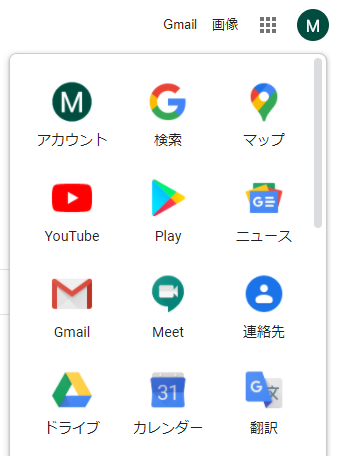 Gmail 画像 M
M
アカウント 検索 マップ
GE
YouTube Play ニュース
Gmail Meet 連絡先
31 G 文
ドライブ カレンダー 翻訳